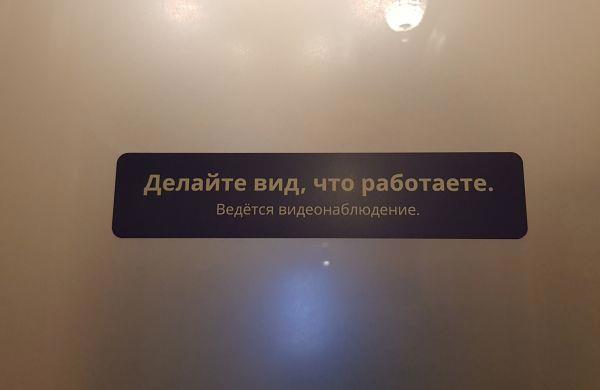 Делайте вид, что работаете.
Ведётся видеонаблюдение.